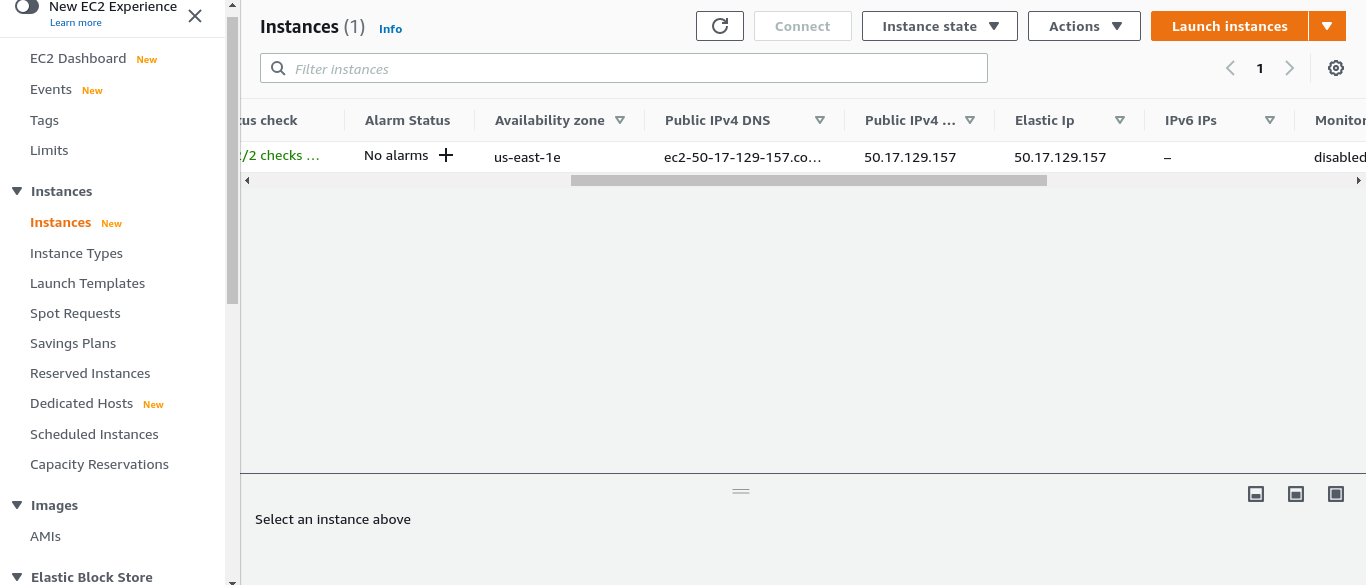 New EC2 Experience
Learn more
EC2 Dashboard New
Events New
Tags
Limits
Instances
Instances New
Instance Types
Launch Templates
Spot Requests
Savings Plans
Reserved Instances
Dedicated Hosts New
Scheduled Instances
Capacity Reservations
Images
AMIs
Elastic Block Store
Instances (1) Info
Connect
Instance state
Actions
Launch instances
Filter instances
1
us check Alarm Status Availability zone Public IPv4 DNS Public IPv4 ... Elastic Ip IPv6 IPs Monitor
/2 checks ... No alarms + us-east-1e ec2-50-17-129-157.co... 50.17.129.157 50.17.129.157 – disabled
Select an instance above